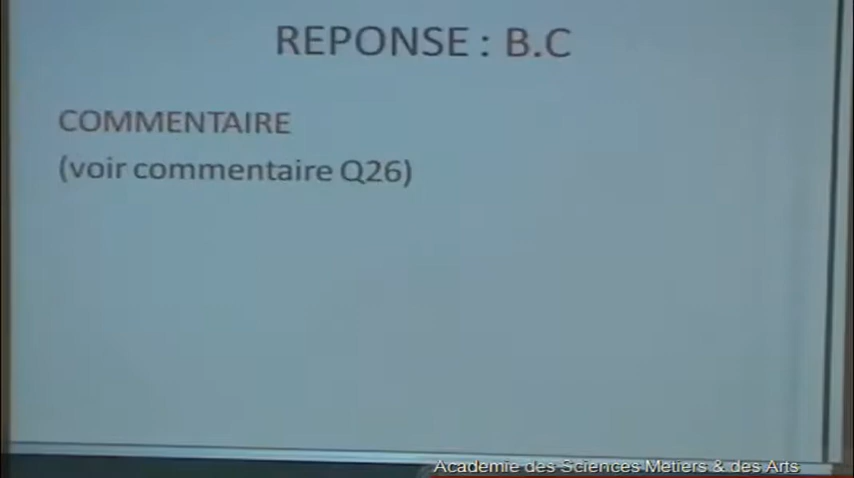 REPONSE : B.C
COMMENTAIRE
(voir commentaire Q26)
Academie des Sciences Metiers & des Arts